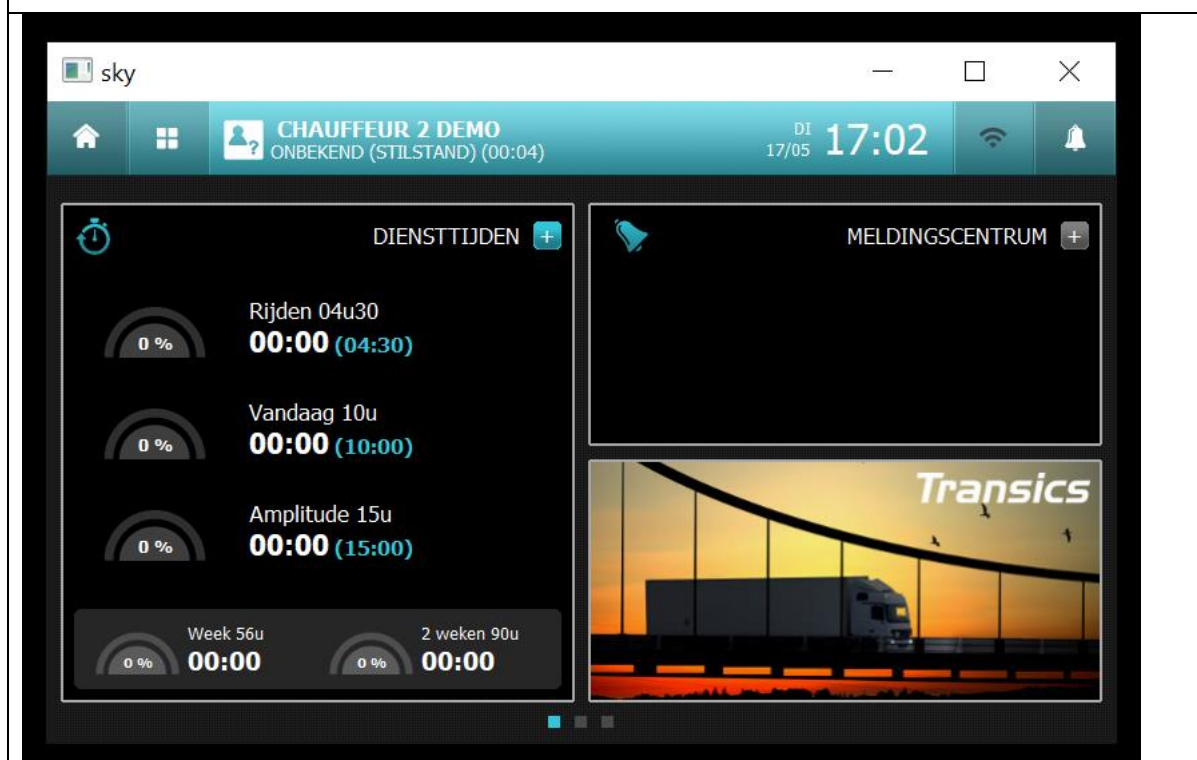 sky
CHAUFFEUR 2 DEMO
ONBEKEND (STILSTAND) (00:04)
DI
17/05
17:02
DIENSTTIJDEN +
Rijden 04u30
0 %
00:00 (04:30)
Vandaag 10u
0 %
00:00 (10:00)
Amplitude 15u
0 %
00:00 (15:00)
Week 56u
0 %
00:00
2 weken 90u
0 %
00:00
MELDINGSCENTRUM +
Transics